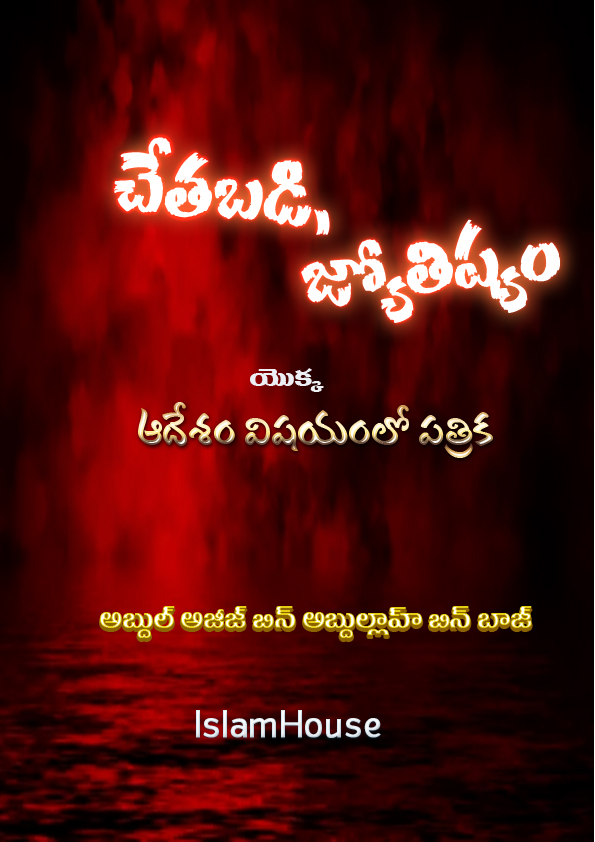 చేతబడి,
జ్యోతిష్యం
యొక్క
ఆదేశం విషయంలో పత్రిక
అబ్దుల్ అజీజ్ బిన్ అబ్దుల్లాహ్ బిన్ బాజ్
IslamHouse